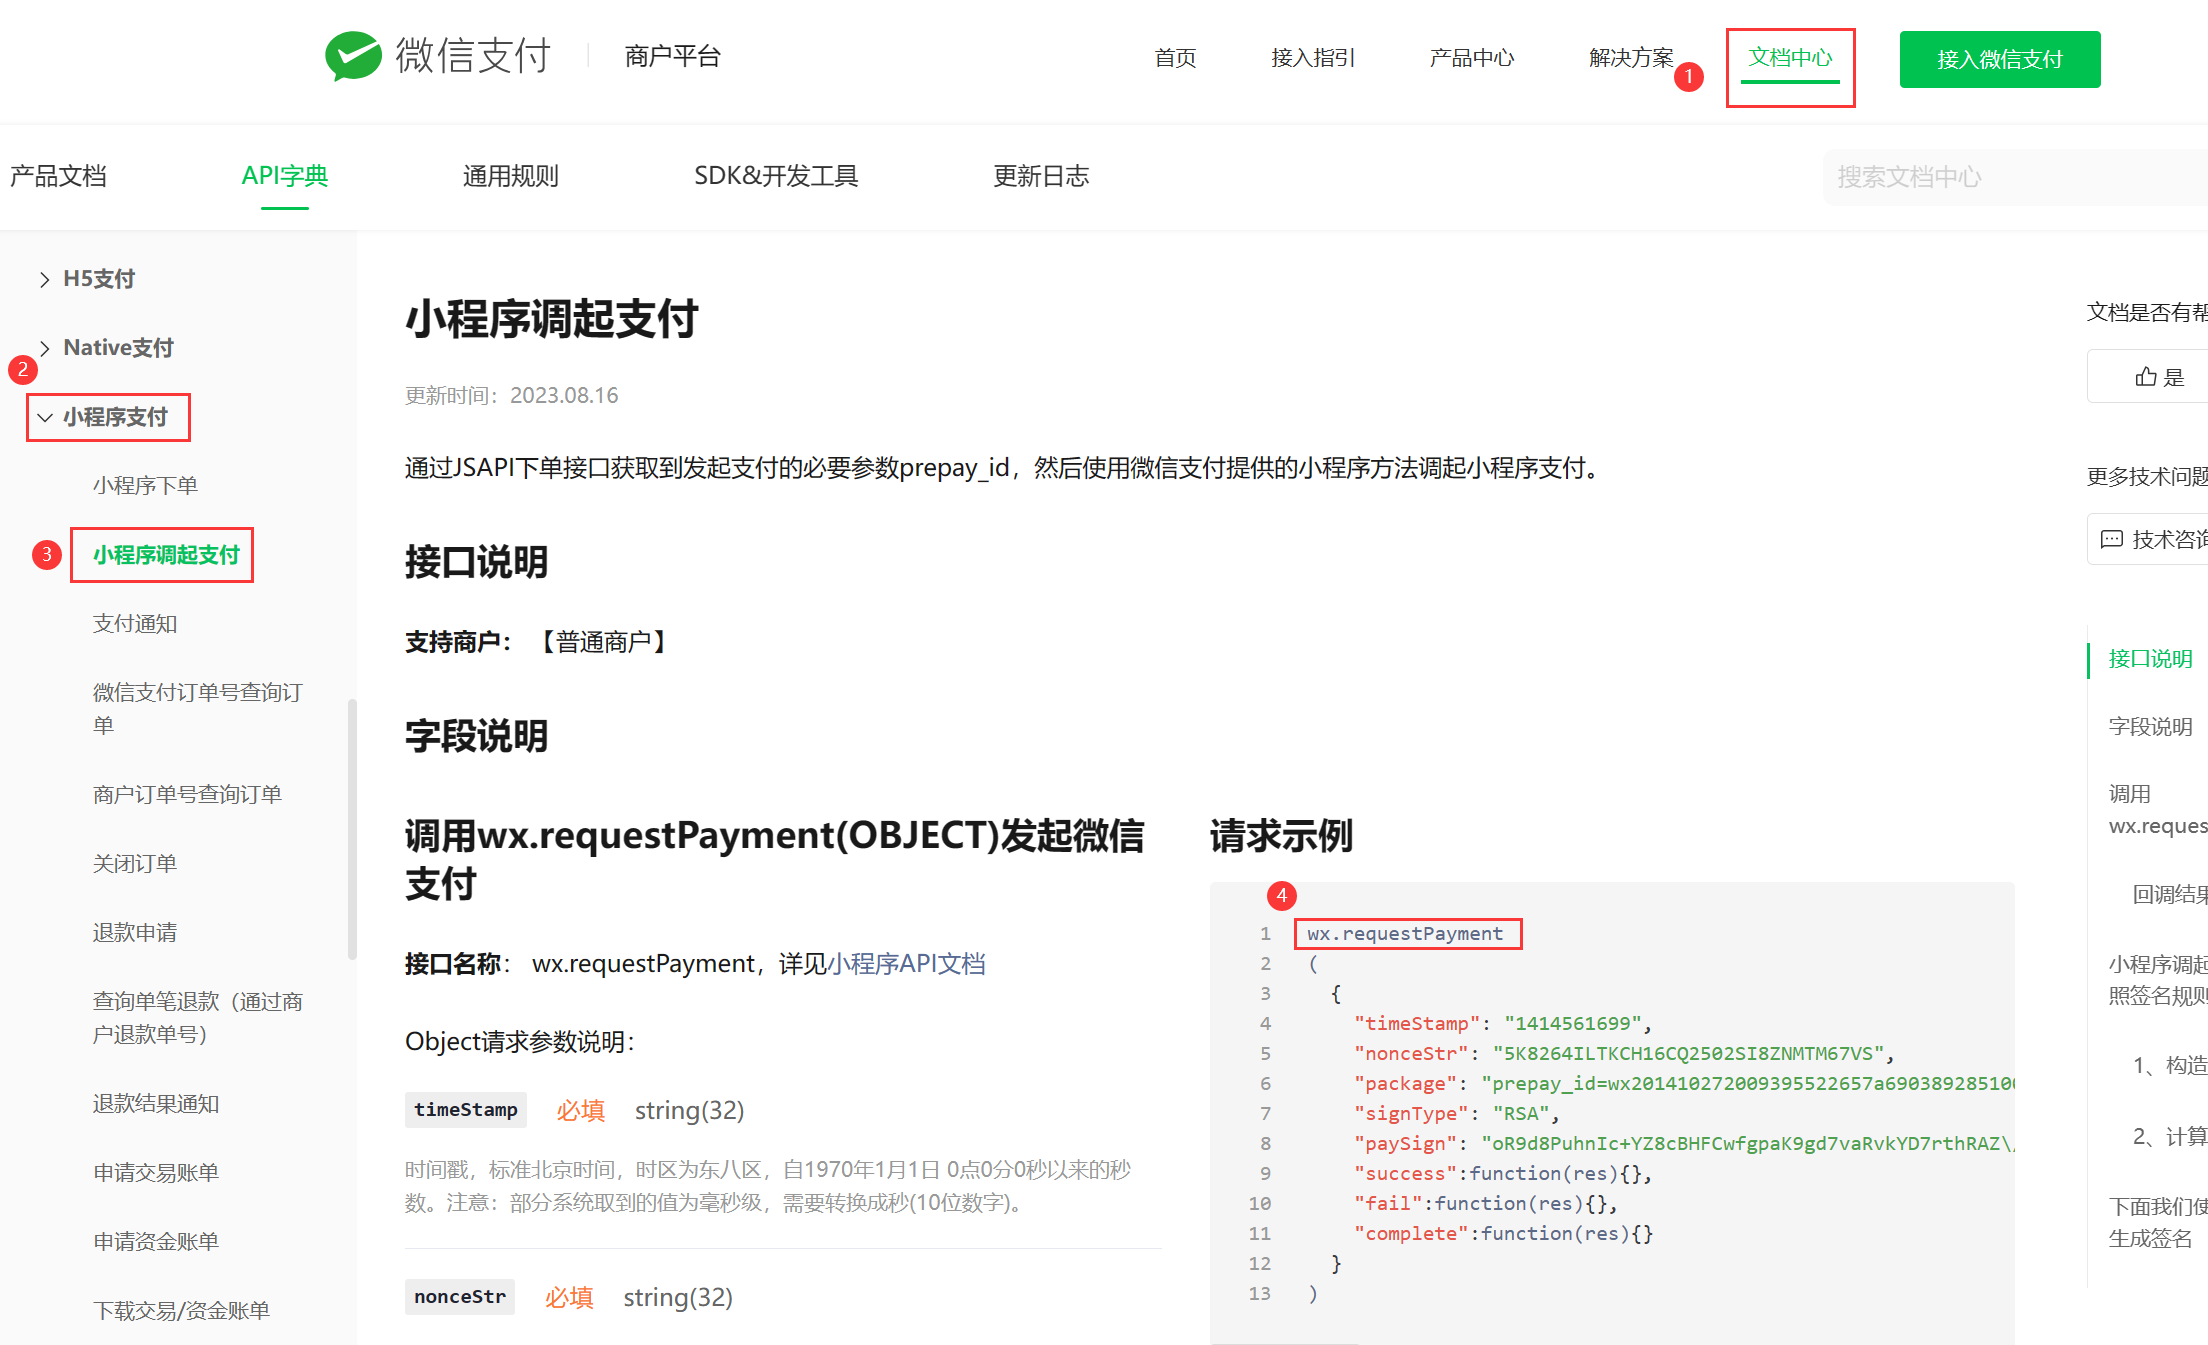 微信支付
商户平台
首页
接入指引
产品中心
解决方案
1
文档中心
接入微信支付
产品文档
API字典
通用规则
SDK&开发工具
更新日志
搜索文档中心
H5支付
Native支付
2
小程序支付
小程序下单
3
小程序调起支付
支付通知
微信支付订单号查询订
单
商户订单号查询订单
关闭订单
退款申请
查询单笔退款（通过商
户退款单号）
退款结果通知
申请交易账单
申请资金账单
下载交易/资金账单
小程序调起支付
更新时间：2023.08.16
通过JSAPI下单接口获取到发起支付的必要参数prepay_id，然后使用微信支付提供的小程序方法调起小程序支付。
接口说明
支持商户： 【普通商户】
字段说明
调用wx.requestPayment(OBJECT)发起微信
支付
接口名称： wx.requestPayment，详见小程序API文档
Object请求参数说明：
timeStamp 必填 string(32)
时间戳，标准北京时间，时区为东八区，自1970年1月1日 0点0分0秒以来的秒
数。注意：部分系统取到的值为毫秒级，需要转换成秒(10位数字)。
nonceStr 必填 string(32)
请求示例
4
1 wx.requestPayment
2 (
3 {
4 "timeStamp": "1414561699",
5 "nonceStr": "5K8264ILTKCH16CQ2502SI8ZNMTM67VS",
6 "package": "prepay_id=wx201410272009395522657a690389285100
7 "signType": "RSA",
8 "paySign": "oR9d8PuhnIc+YZ8cBHFCwfgpaK9gd7vaRvkYD7rthRAZ\/
9 "success":function(res){},
10 "fail":function(res){},
11 "complete":function(res){}
12 }
13 )
文档是否有帮
是
更多技术问题
技术咨询
接口说明
字段说明
调用
wx.reques
回调结果
小程序调起
照签名规则
1、构造
2、计算
下面我们使
生成签名